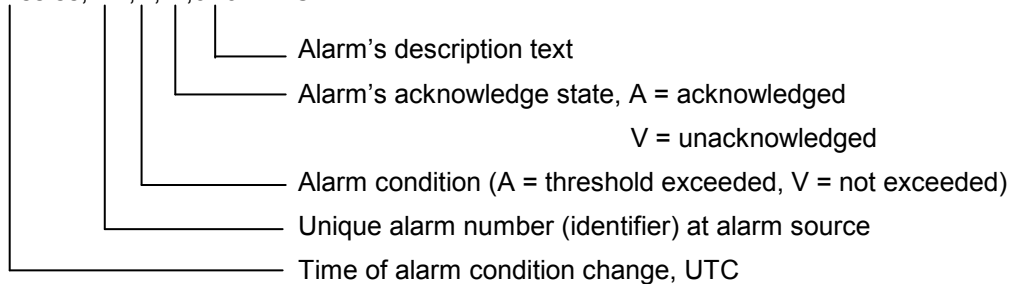 Alarm’s description text
Alarm’s acknowledge state, A = acknowledged
V = unacknowledged
Alarm condition (A = threshold exceeded, V = not exceeded)
Unique alarm number (identifier) at alarm source
Time of alarm condition change, UTC